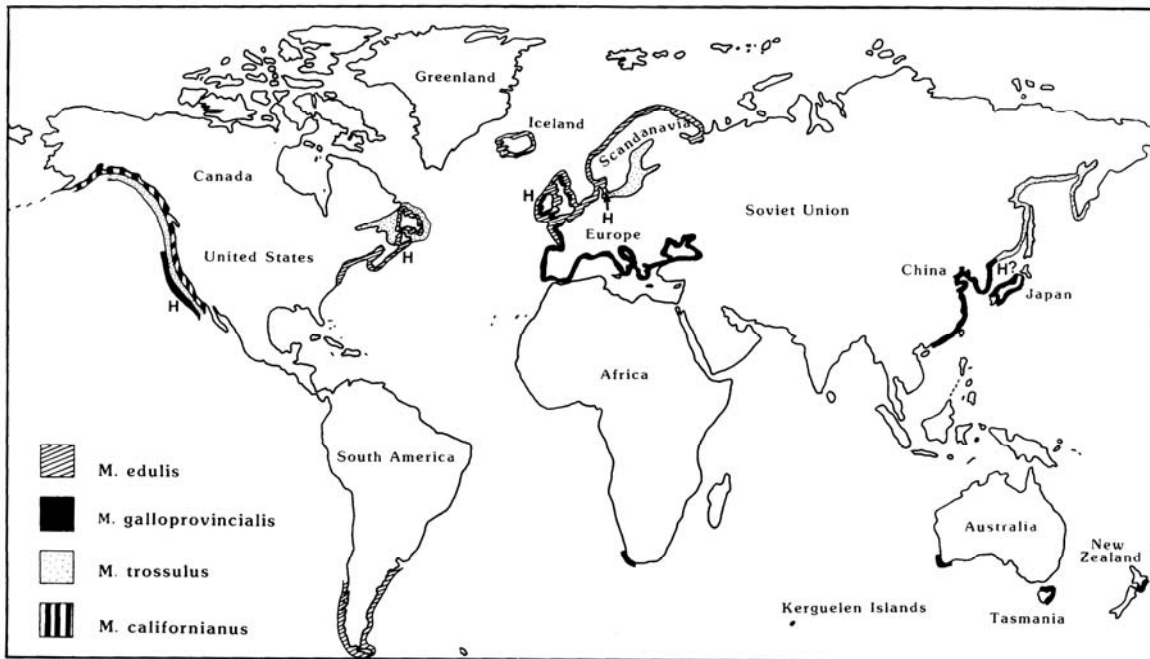 Greenland
Iceland
Scandanavia
Canada
H
H
Soviet Union
Europe
United States
H
China
H?
Japan
H
Africa
South America
M. edulis
M. galloprovincialis
Australia
New
Zealand
M. trossulus
Kerguelen Islands
Tasmania
M. californianus